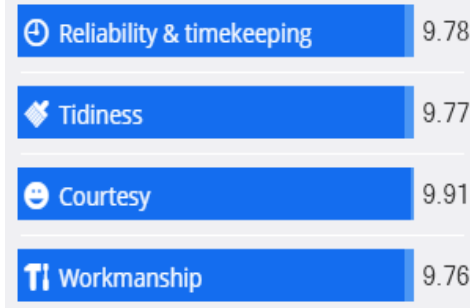 Reliability & timekeeping 9.78
Tidiness 9.77
Courtesy 9.91
Workmanship 9.76